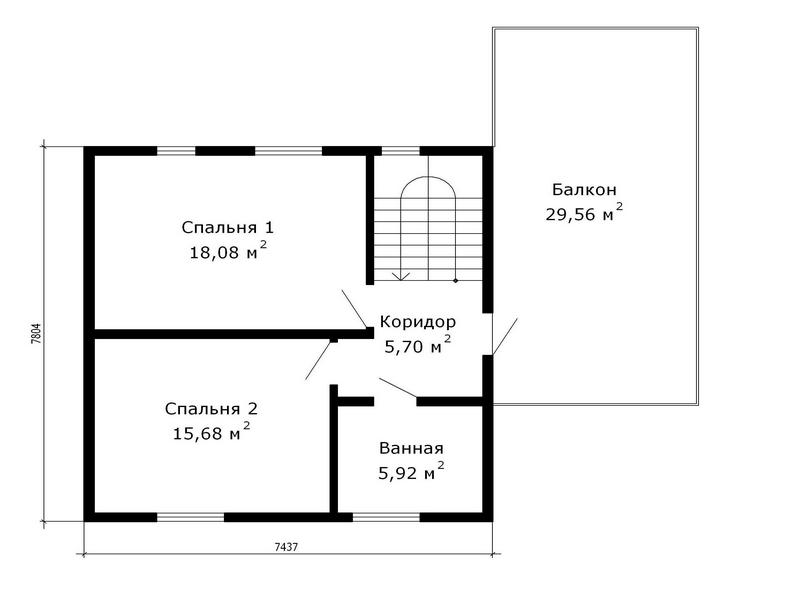 Балкон
29,56 м²
Спальня 1
18,08 м²
Коридор
5,70 м²
7804
Спальня 2
15,68 м²
Ванная
5,92 м²
7437